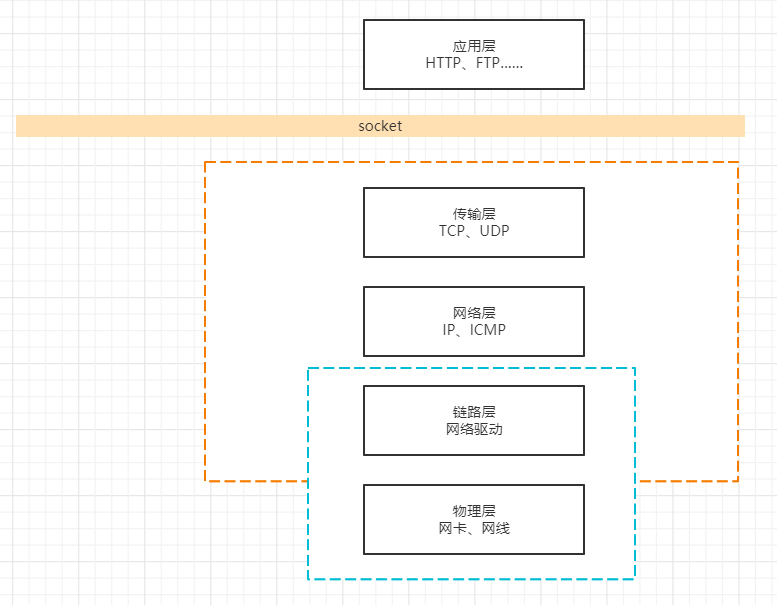 应用层
HTTP、FTP......
socket
传输层
TCP、UDP
网络层
IP、ICMP
链路层
网络驱动
物理层
网卡、网线